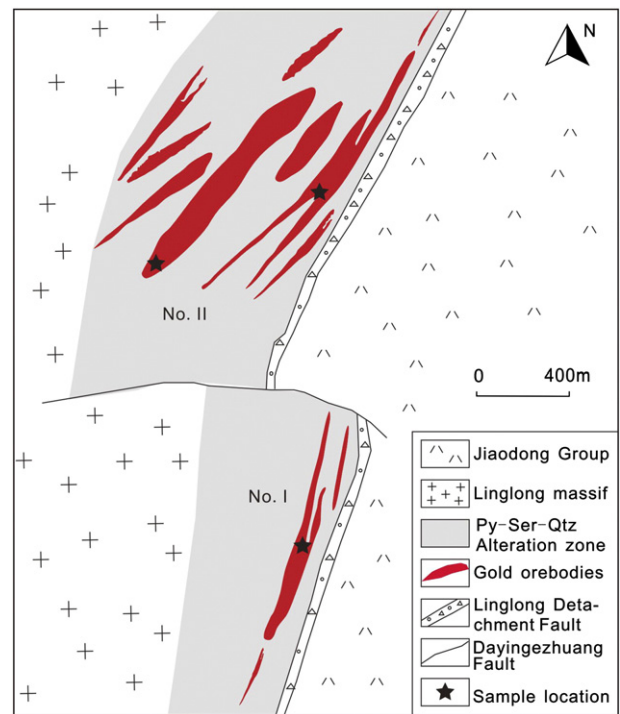 N
No. II
0 400m
No. I
Jiaodong Group
Linglong massif
Py-Ser-Qtz
Alteration zone
Gold orebodies
Linglong Deta-
chment Fault
Dayingezhuang
Fault
Sample location